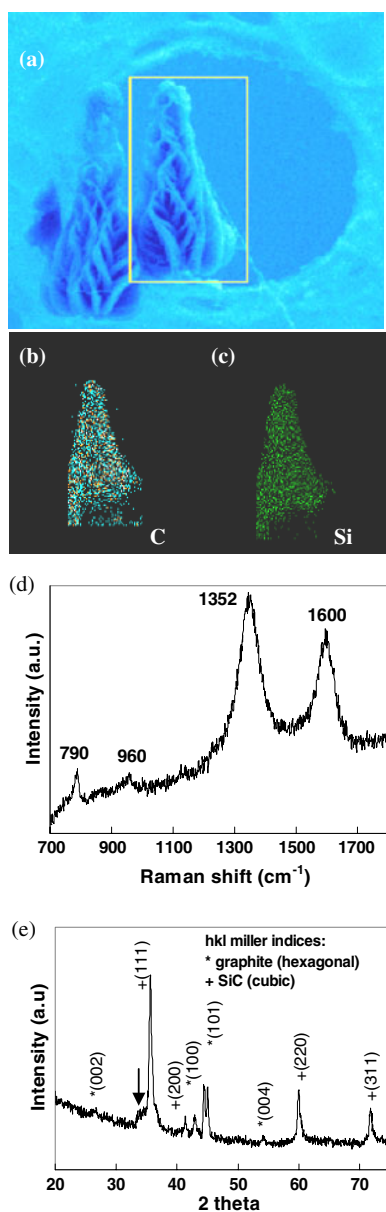 (a)
(b)
(c)
C
Si
(d)
1352
1600
790
960
Intensity (a.u.)
700
900
1100
1300
1500
1700
Raman shift (cm⁻¹)
(e)
hkl miller indices:
* graphite (hexagonal)
+ SiC (cubic)
*(002)
+(111)
+(200)
*(100)
*(101)
*(004)
+(220)
+(311)
Intensity (a.u)
20
30
40
50
60
70
2 theta